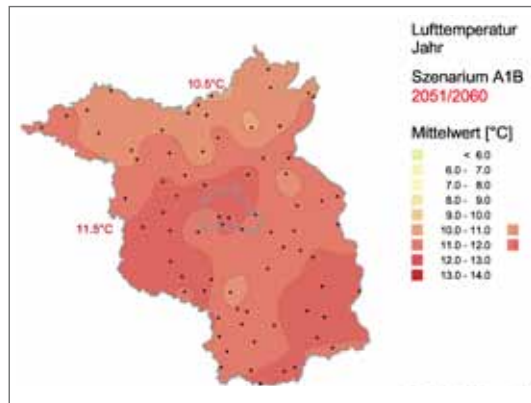 10.5°C
11.5°C
Lufttemperatur
Jahr
Szenarium A1B
2051/2060
Mittelwert [°C]
< 6.0
6.0 - 7.0
7.0 - 8.0
8.0 - 9.0
9.0 - 10.0
10.0 - 11.0
11.0 - 12.0
12.0 - 13.0
13.0 - 14.0